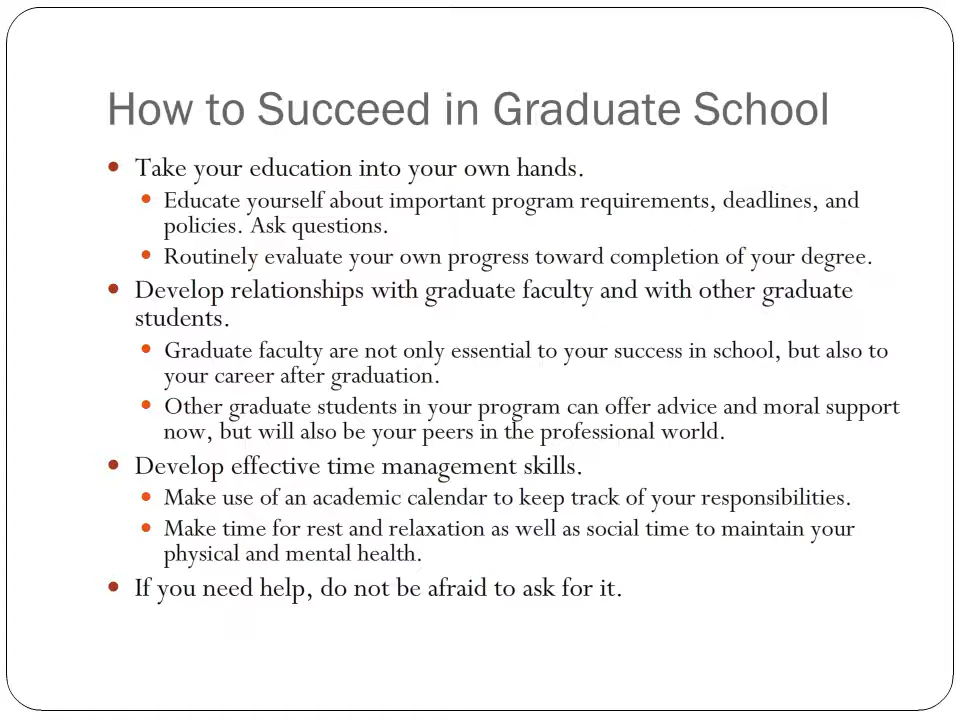 How to Succeed in Graduate School
Take your education into your own hands.
Educate yourself about important program requirements, deadlines, and
policies. Ask questions.
Routinely evaluate your own progress toward completion of your degree.
Develop relationships with graduate faculty and with other graduate
students.
Graduate faculty are not only essential to your success in school, but also to
your career after graduation.
Other graduate students in your program can offer advice and moral support
now, but will also be your peers in the professional world.
Develop effective time management skills.
Make use of an academic calendar to keep track of your responsibilities.
Make time for rest and relaxation as well as social time to maintain your
physical and mental health.
If you need help, do not be afraid to ask for it.